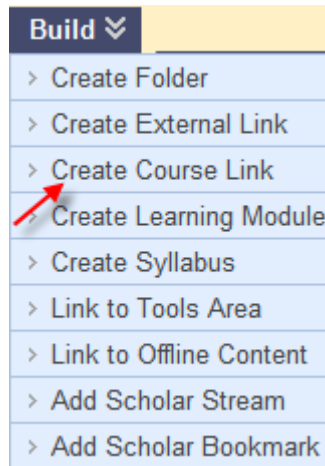 Build
Create Folder
Create External Link
Create Course Link
Create Learning Module
Create Syllabus
Link to Tools Area
Link to Offline Content
Add Scholar Stream
Add Scholar Bookmark